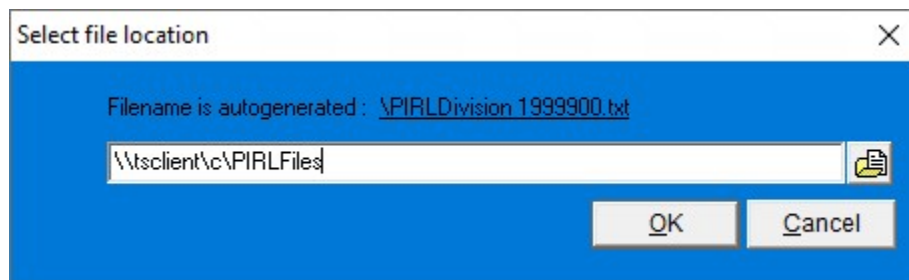 Select file location
Filename is autogenerated : \PIRLDivision 1999900.txt
\\tsclient\c\PIRLFiles
OK Cancel